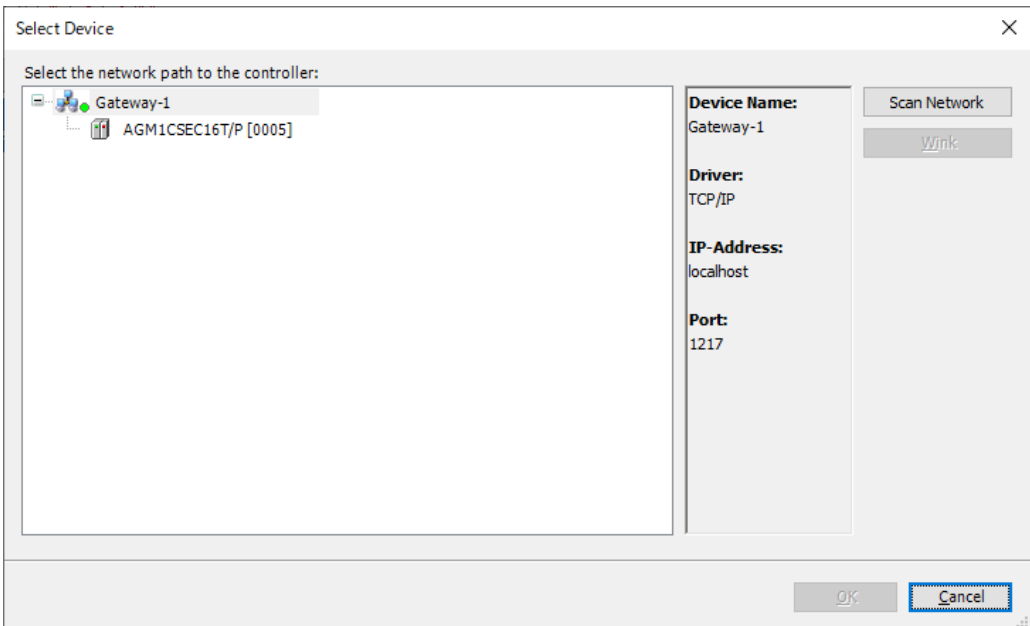 Select Device
Select the network path to the controller:
Gateway-1
AGM1CSEC16T/P [0005]
Device Name:
Gateway-1
Driver:
TCP/IP
IP-Address:
localhost
Port:
1217
Scan Network
Wink
OK
Cancel